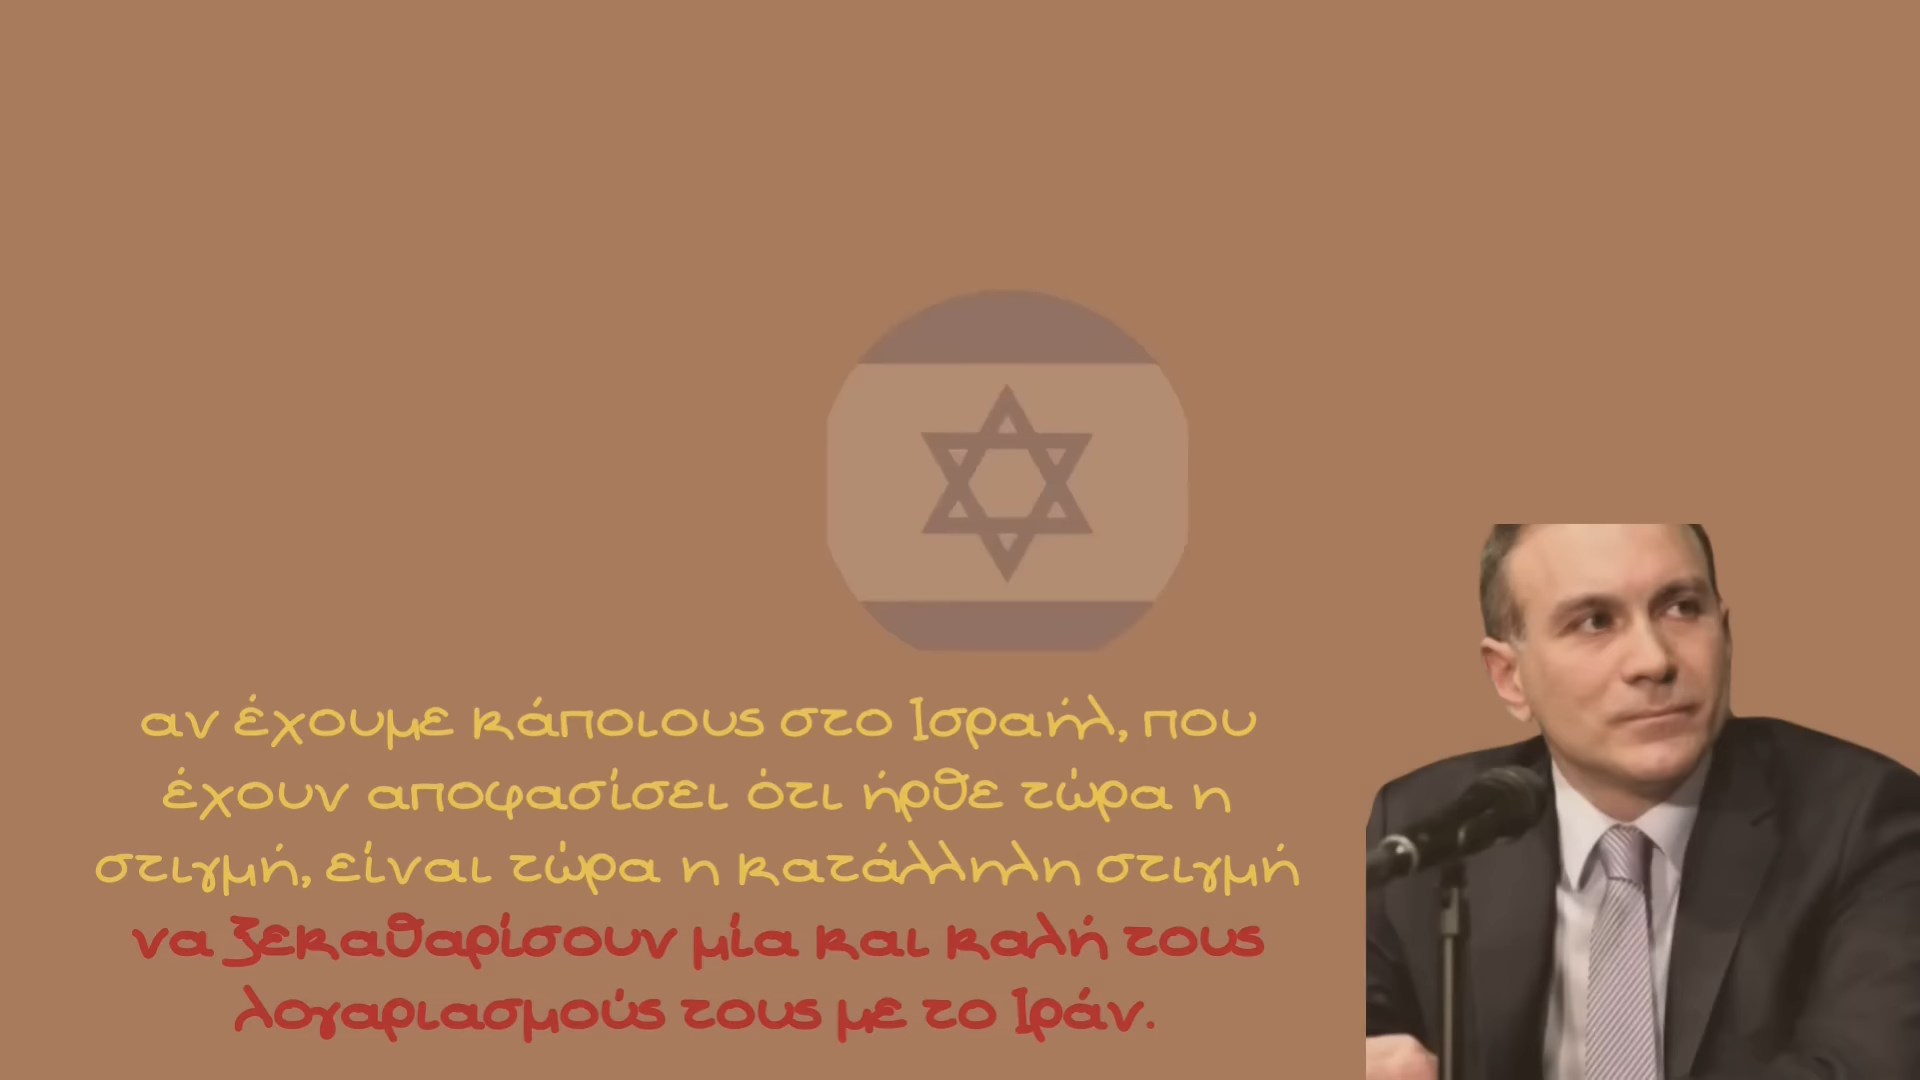 αν έχουμε κάποιους στο Ισραήλ, που
έχουν αποφασίσει ότι ήρθε τώρα η
στιγμή, είναι τώρα η κατάλληλη στιγμή
να ξεκαθαρίσουν μία και καλή τους
λογαριασμούς τους με το Ιράν.